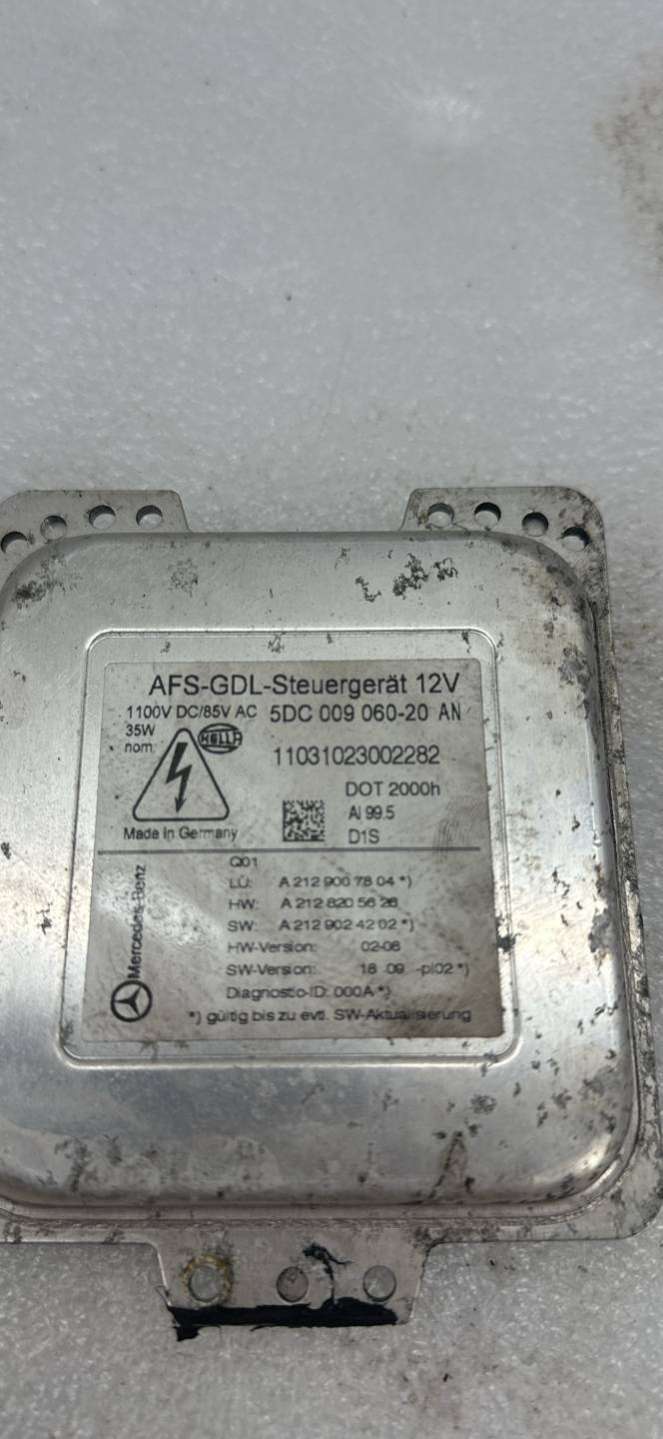 AFS-GDL-Steuergerät 12V
1100V DC/85V AC 5DC 009 060-20 AN
35W
nom
HELLA
11031023002282
DOT 2000h
AI 99.5
D1S
Made in Germany
Mercedes-Benz
Q01
LÜ: A 212 900 78 04 *)
HW: A 212 820 56 26
SW: A 212 902 42 02 *)
HW-Version: 02-06
SW-Version: 18 09 -pl02 *)
Diagnostic-ID: 000A *)
*) gültig bis zu evtl. SW-Aktualisierung